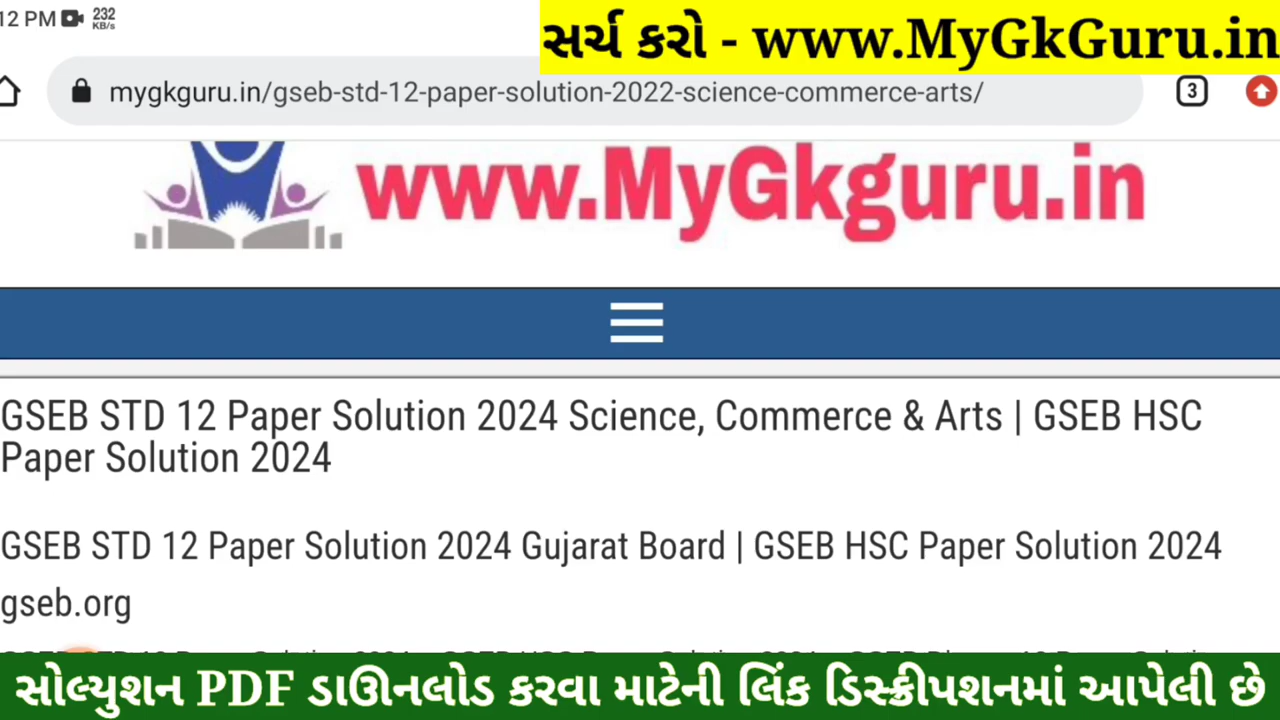 12 PM 232 KB/s
સર્ચ કરો - www.MyGkGuru.in
mygkguru.in/gseb-std-12-paper-solution-2022-science-commerce-arts/
3
www.MyGkguru.in
GSEB STD 12 Paper Solution 2024 Science, Commerce & Arts | GSEB HSC
Paper Solution 2024
GSEB STD 12 Paper Solution 2024 Gujarat Board | GSEB HSC Paper Solution 2024
gseb.org
સોલ્યુશન PDF ડાઊનલોડ કરવા માટેની લિંક ડિસ્ક્રીપશનમાં આપેલી છે